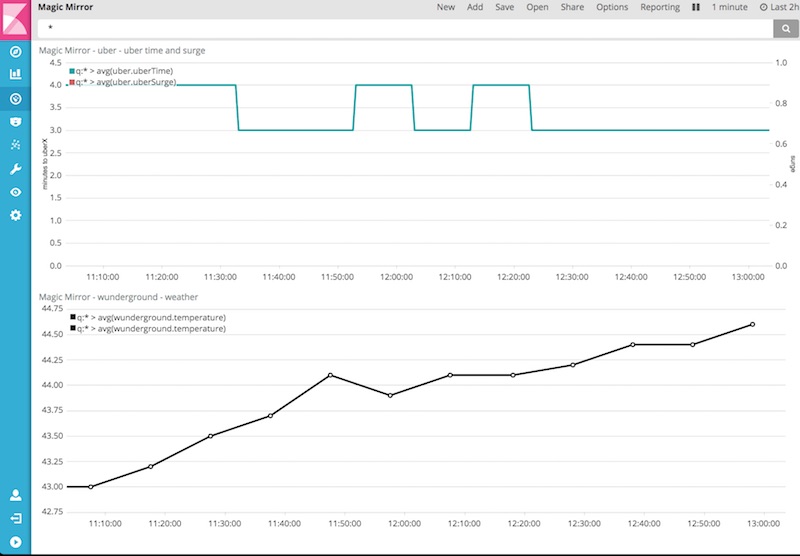 Magic Mirror New Add Save Open Share Options Reporting 1 minute Last 2h
*
Magic Mirror - uber - uber time and surge
q:* > avg(uber.uberTime)
q:* > avg(uber.uberSurge)
4.5
4.0
3.5
3.0
2.5
2.0
1.5
1.0
0.5
0.0
minutes to uberX
1.0
0.8
0.6
0.4
0.2
0.0
surge
11:10:00 11:20:00 11:30:00 11:40:00 11:50:00 12:00:00 12:10:00 12:20:00 12:30:00 12:40:00 12:50:00 13:00:00
Magic Mirror - wunderground - weather
q:* > avg(wunderground.temperature)
q:* > avg(wunderground.temperature)
44.75
44.50
44.25
44.00
43.75
43.50
43.25
43.00
42.75
11:10:00 11:20:00 11:30:00 11:40:00 11:50:00 12:00:00 12:10:00 12:20:00 12:30:00 12:40:00 12:50:00 13:00:00